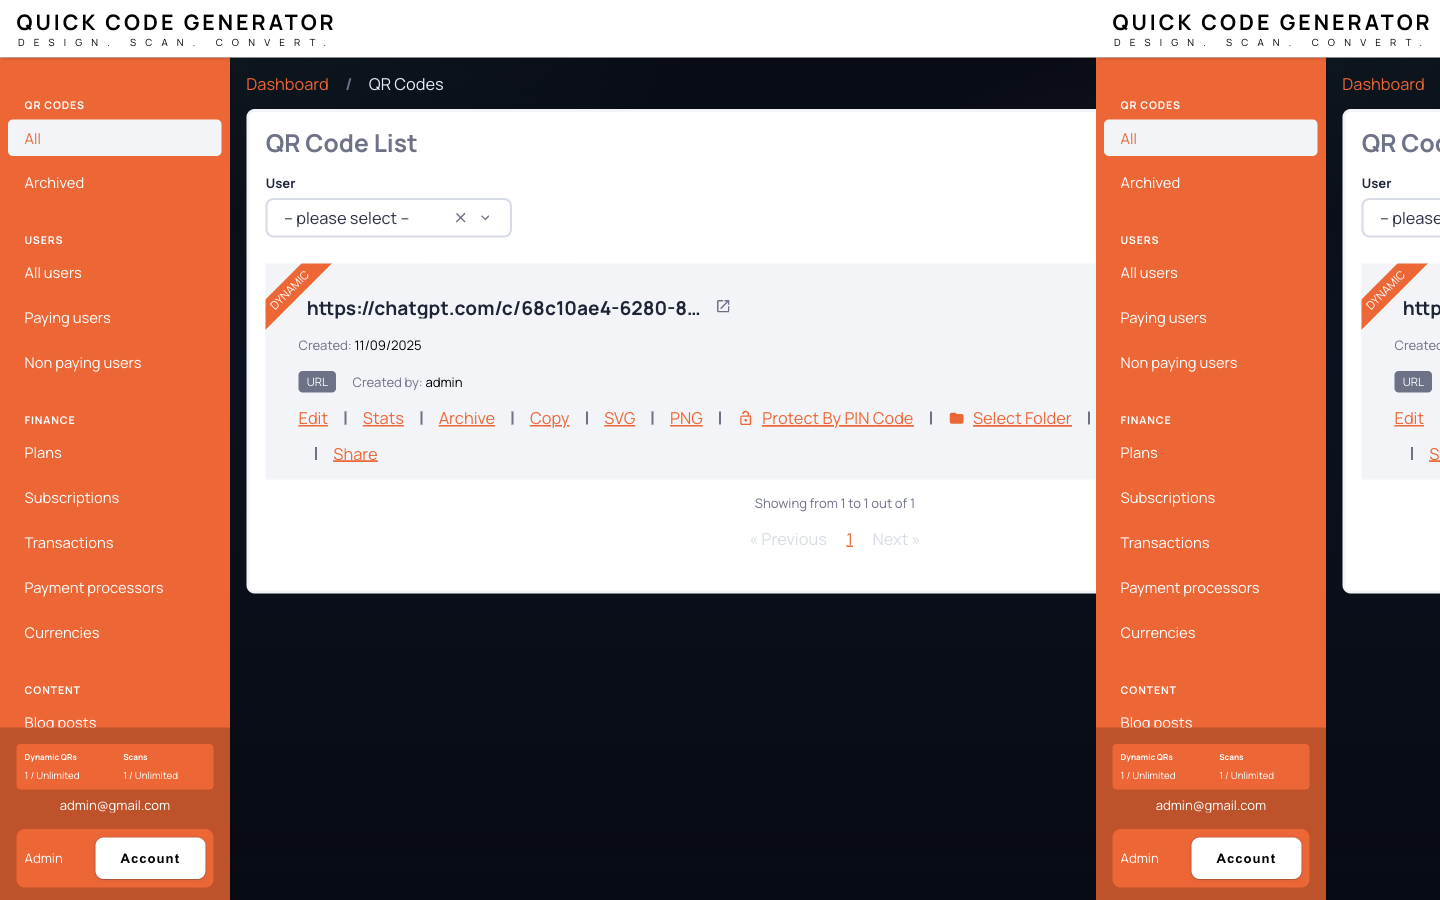 QUICK CODE GENERATOR
DESIGN. SCAN. CONVERT.
QR CODES
All
Archived
USERS
All users
Paying users
Non paying users
FINANCE
Plans
Subscriptions
Transactions
Payment processors
Currencies
CONTENT
Blog posts
Dynamic QRs Scans
1 / Unlimited 1 / Unlimited
admin@gmail.com
Admin Account
Dashboard / QR Codes
QR Code List
User
– please select –
DYNAMIC
https://chatgpt.com/c/68c10ae4-6280-8...
Created: 11/09/2025
URL Created by: admin
Edit | Stats | Archive | Copy | SVG | PNG | Protect By PIN Code | Select Folder |
| Share
Showing from 1 to 1 out of 1
« Previous 1 Next »
QUICK CODE GENERATOR
DESIGN. SCAN. CONVERT.
QR CODES
All
Archived
USERS
All users
Paying users
Non paying users
FINANCE
Plans
Subscriptions
Transactions
Payment processors
Currencies
CONTENT
Blog posts
Dynamic QRs Scans
1 / Unlimited 1 / Unlimited
admin@gmail.com
Admin Account
Dashboard
QR Coo
User
– please
DYNAMIC
http
Created
URL
Edit
| S